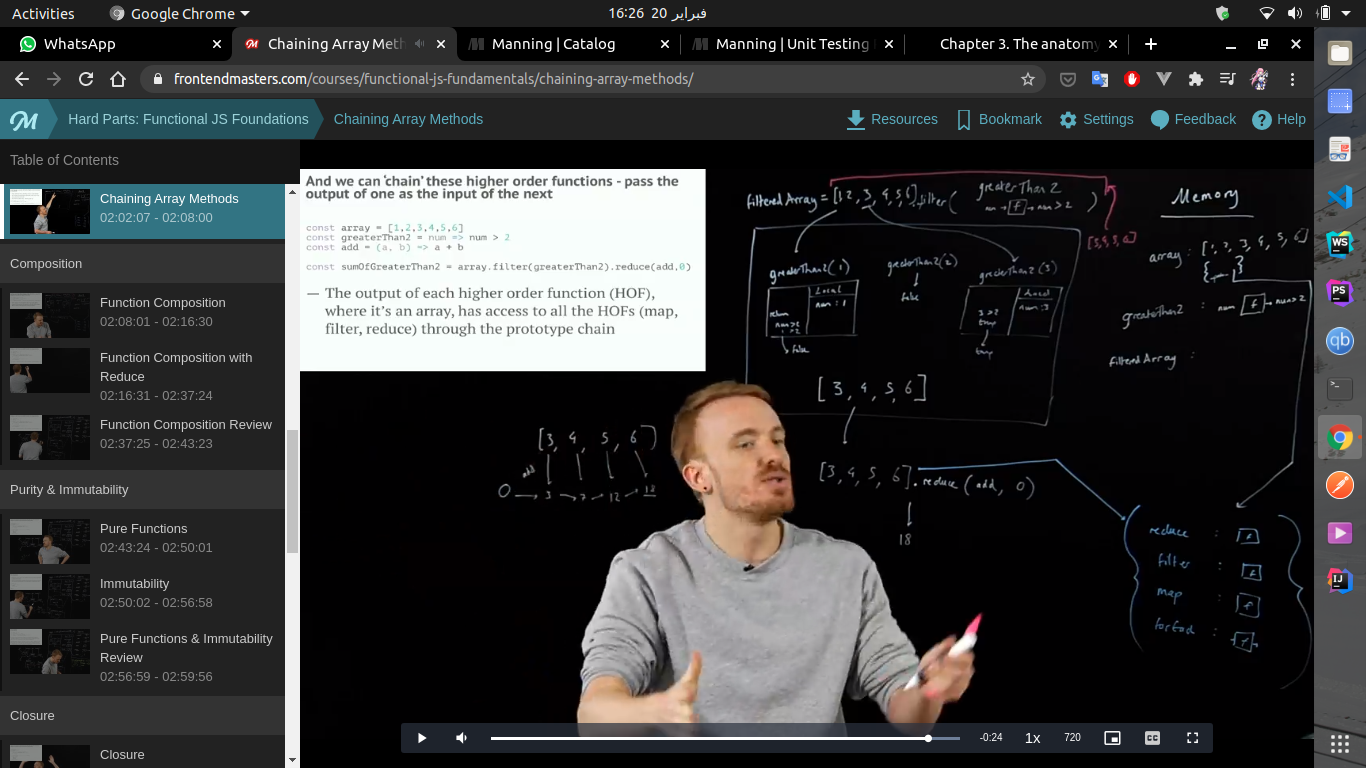 Activities
Google Chrome
16:26 20 فبراير
WhatsApp
Chaining Array Meth
Manning | Catalog
Manning | Unit Testing
Chapter 3. The anatomy
frontendmasters.com/courses/functional-js-fundamentals/chaining-array-methods/
Hard Parts: Functional JS Foundations
Chaining Array Methods
Resources
Bookmark
Settings
Feedback
Help
Table of Contents
Chaining Array Methods
02:02:07 - 02:08:00
Composition
Function Composition
02:08:01 - 02:16:30
Function Composition with
Reduce
02:16:31 - 02:37:24
Function Composition Review
02:37:25 - 02:43:23
Purity & Immutability
Pure Functions
02:43:24 - 02:50:01
Immutability
02:50:02 - 02:56:58
Pure Functions & Immutability
Review
02:56:59 - 02:59:56
Closure
Closure
And we can ‘chain’ these higher order functions - pass the
output of one as the input of the next
const array = [1,2,3,4,5,6]
const greaterThan2 = num => num > 2
const add = (a, b) => a + b
const sumOfGreaterThan2 = array.filter(greaterThan2).reduce(add,0)
— The output of each higher order function (HOF),
where it’s an array, has access to all the HOFs (map,
filter, reduce) through the prototype chain
filteredArray = [1,2,3,4,5,6].filter( greaterThan2 )
num → f → num>2
[3,4,5,6]
greaterThan2(1)
Local
num : 1
return
false
greaterThan2(2)
false
greaterThan2(3)
Local
num : 3
3 >2
true
true
[3, 4, 5, 6]
[3, 4, 5, 6].reduce(add, 0)
18
[3, 4, 5, 6]
add
0 → 3 → 7 → 12 → 18
Memory
array : [1, 2, 3, 4, 5, 6]
greaterThan2 : num f → num>2
filteredArray :
reduce : f
filter : f
map : f
forEach : f
-0:24
1x
720
WS
PS
qb
IJ